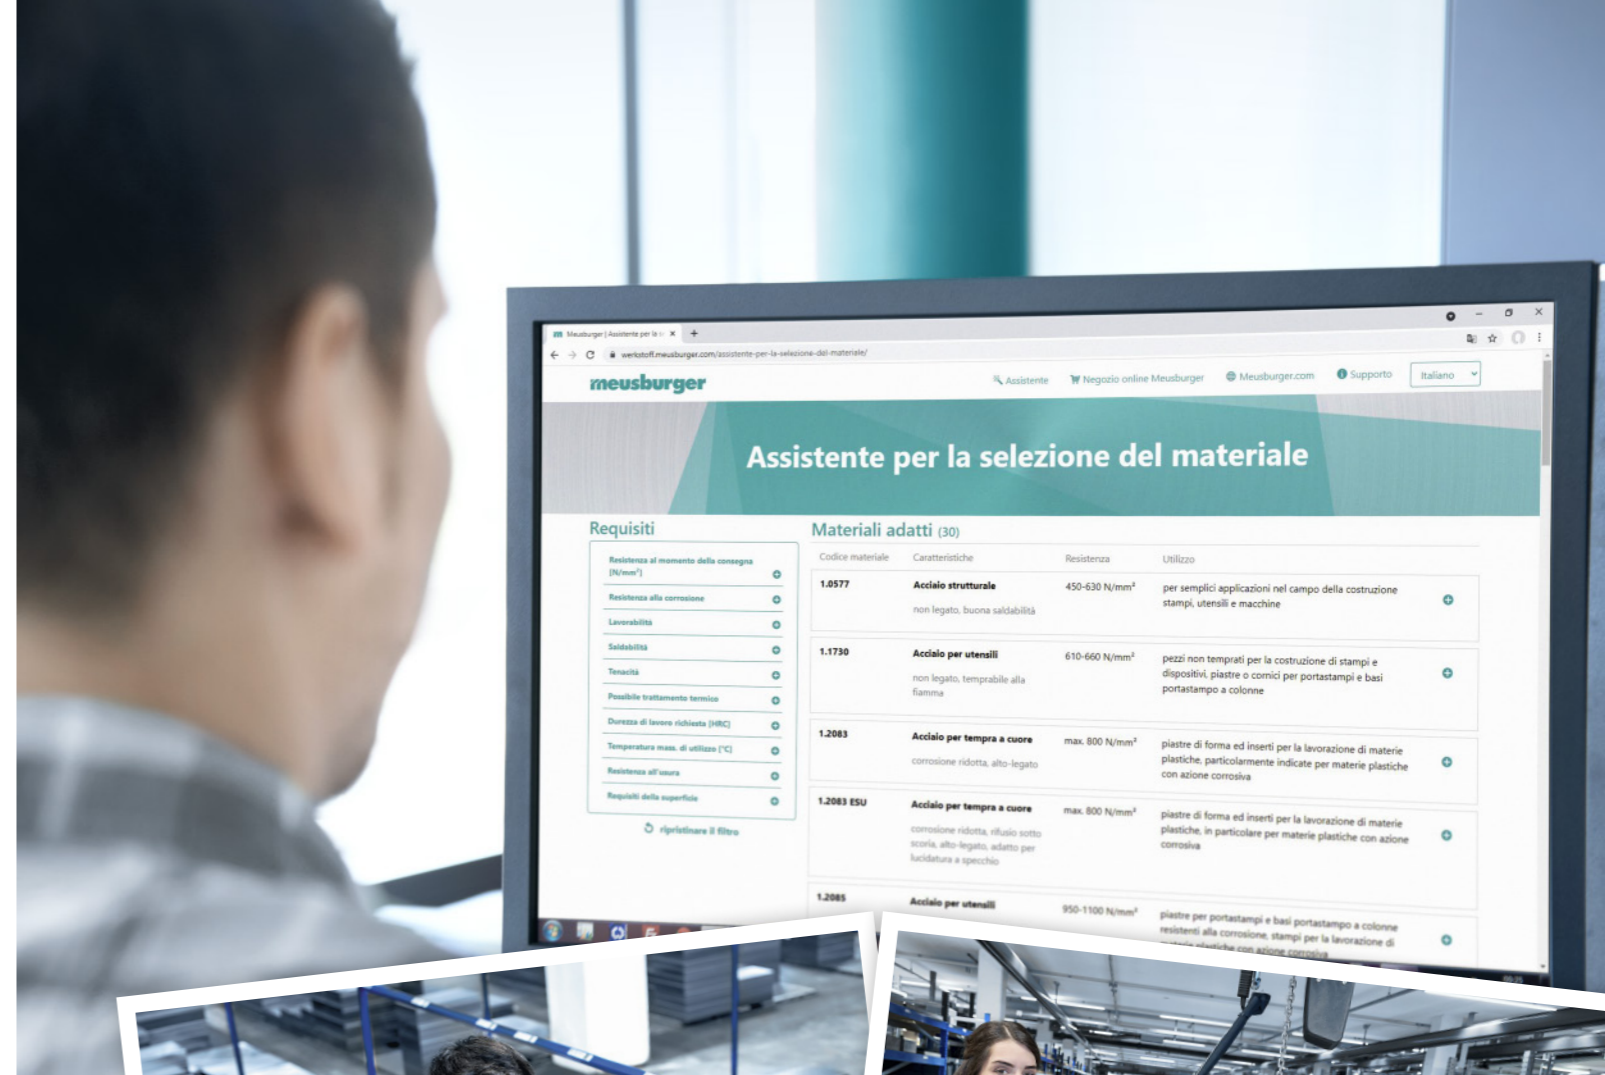 Meusburger | Assistente per la s
werkstoff.meusburger.com/assistente-per-la-selezione-del-materiale/
meusburger
Assistente
Negozio online Meusburger
Meusburger.com
Supporto
Italiano
Assistente per la selezione del materiale
Requisiti
Resistenza al momento della consegna
[N/mm²]
Resistenza alla corrosione
Lavorabilità
Saldabilità
Tenacità
Possibile trattamento termico
Durezza di lavoro richiesta [HRC]
Temperatura mass. di utilizzo [°C]
Resistenza all'usura
Requisiti della superficie
ripristinare il filtro
Materiali adatti (30)
Codice materiale Caratteristiche Resistenza Utilizzo
1.0577 Acciaio strutturale 450-630 N/mm² per semplici applicazioni nel campo della costruzione
non legato, buona saldabilità stampi, utensili e macchine
1.1730 Acciaio per utensili 610-660 N/mm² pezzi non temprati per la costruzione di stampi e
non legato, temprabile alla dispositivi, piastre o cornici per portastampi e basi
fiamma portastampo a colonne
1.2083 Acciaio per tempra a cuore max. 800 N/mm² piastre di forma ed inserti per la lavorazione di materie
corrosione ridotta, alto-legato plastiche, particolarmente indicate per materie plastiche
con azione corrosiva
1.2083 ESU Acciaio per tempra a cuore max. 800 N/mm² piastre di forma ed inserti per la lavorazione di materie
corrosione ridotta, rifusio sotto plastiche, in particolare per materie plastiche con azione
scoria, alto-legato, adatto per corrosiva
lucidatura a specchio
1.2085 Acciaio per utensili 950-1100 N/mm² piastre per portastampi e basi portastampo a colonne
resistenti alla corrosione, stampi per la lavorazione di
materie plastiche con azione corrosiva